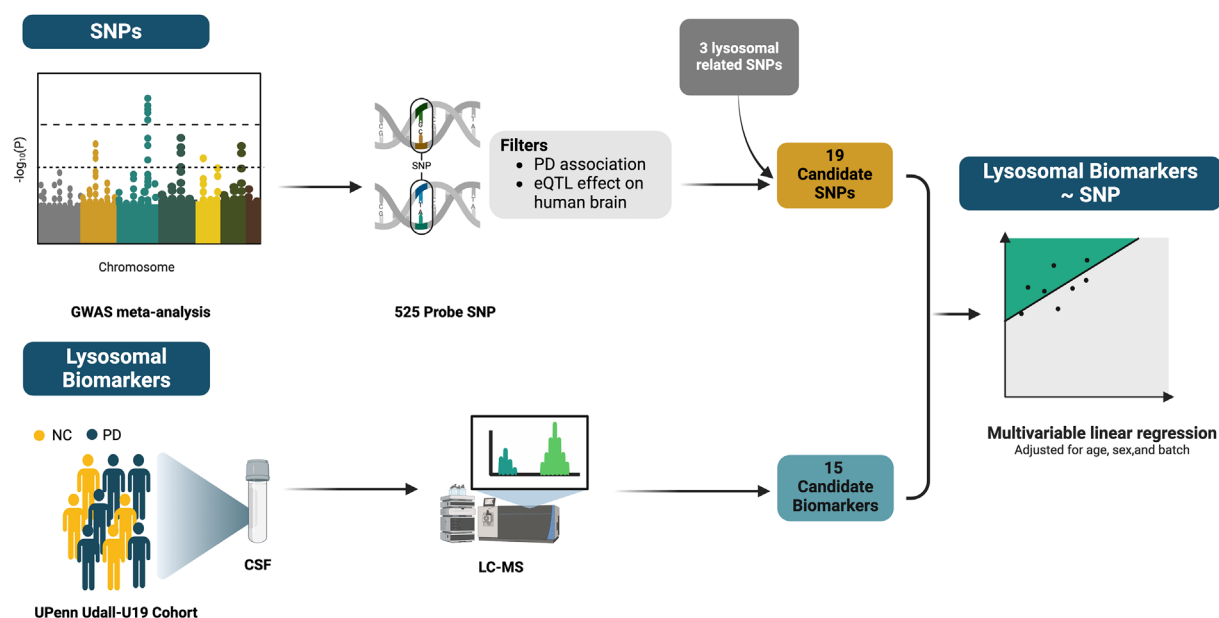 SNPs
-log10(P)
Chromosome
GWAS meta-analysis
SNP
525 Probe SNP
Filters
• PD association
• eQTL effect on
human brain
3 lysosomal
related SNPs
19
Candidate
SNPs
Lysosomal Biomarkers
~ SNP
Multivariable linear regression
Adjusted for age, sex,and batch
Lysosomal
Biomarkers
NC PD
UPenn Udall-U19 Cohort
CSF
LC-MS
15
Candidate
Biomarkers